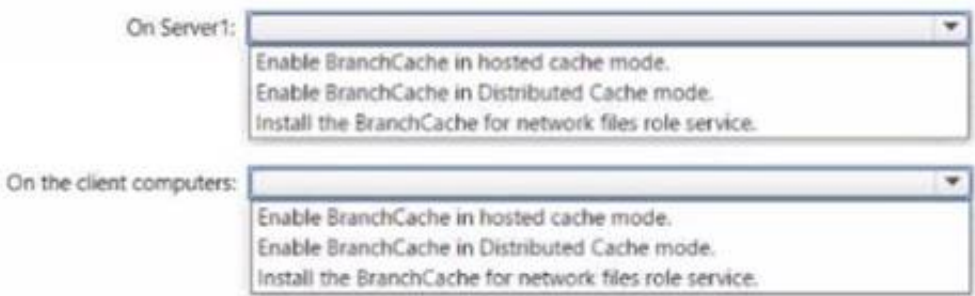 On Server1:
Enable BranchCache in hosted cache mode.
Enable BranchCache in Distributed Cache mode.
Install the BranchCache for network files role service.
On the client computers:
Enable BranchCache in hosted cache mode.
Enable BranchCache in Distributed Cache mode.
Install the BranchCache for network files role service.